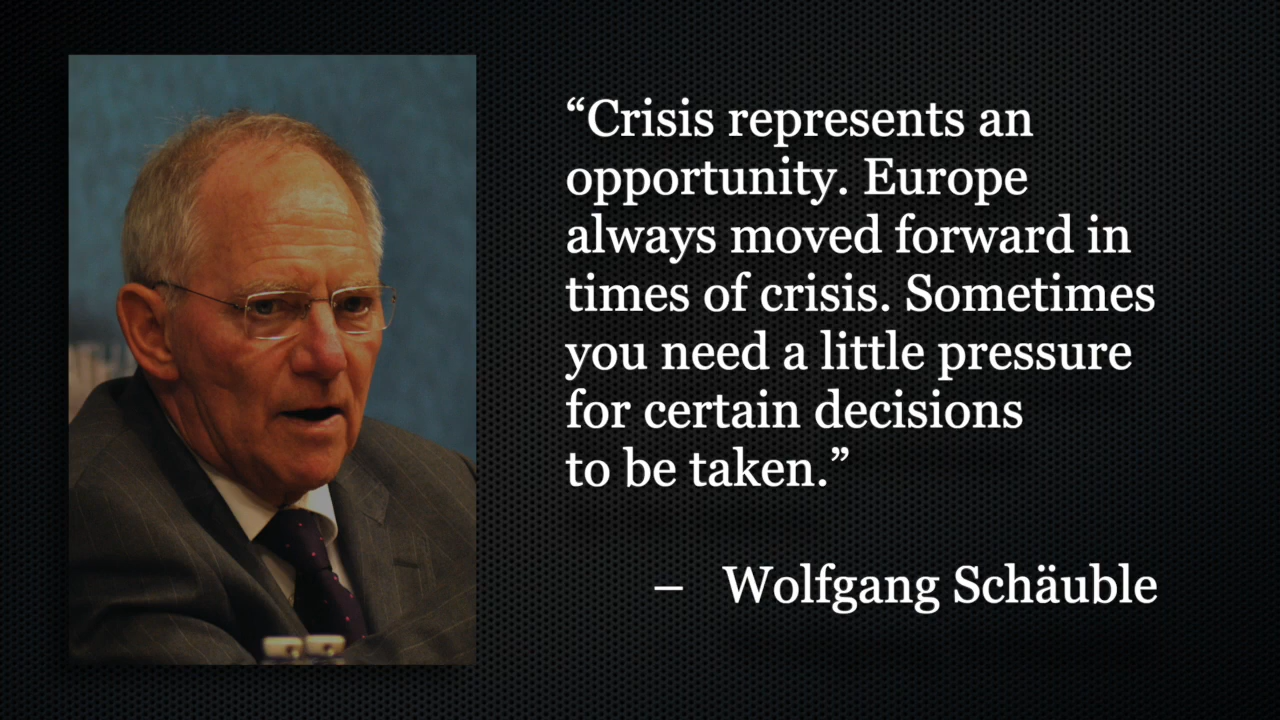 “Crisis represents an
opportunity. Europe
always moved forward in
times of crisis. Sometimes
you need a little pressure
for certain decisions
to be taken.”
– Wolfgang Schäuble